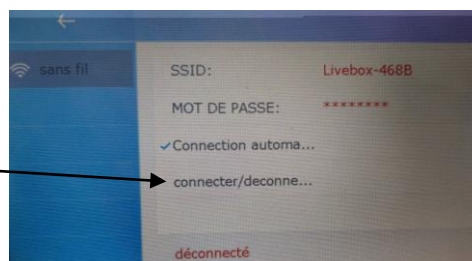 sans fil
SSID: Livebox-468B
MOT DE PASSE: ********
Connection automa...
connecter/deconne...
déconnecté